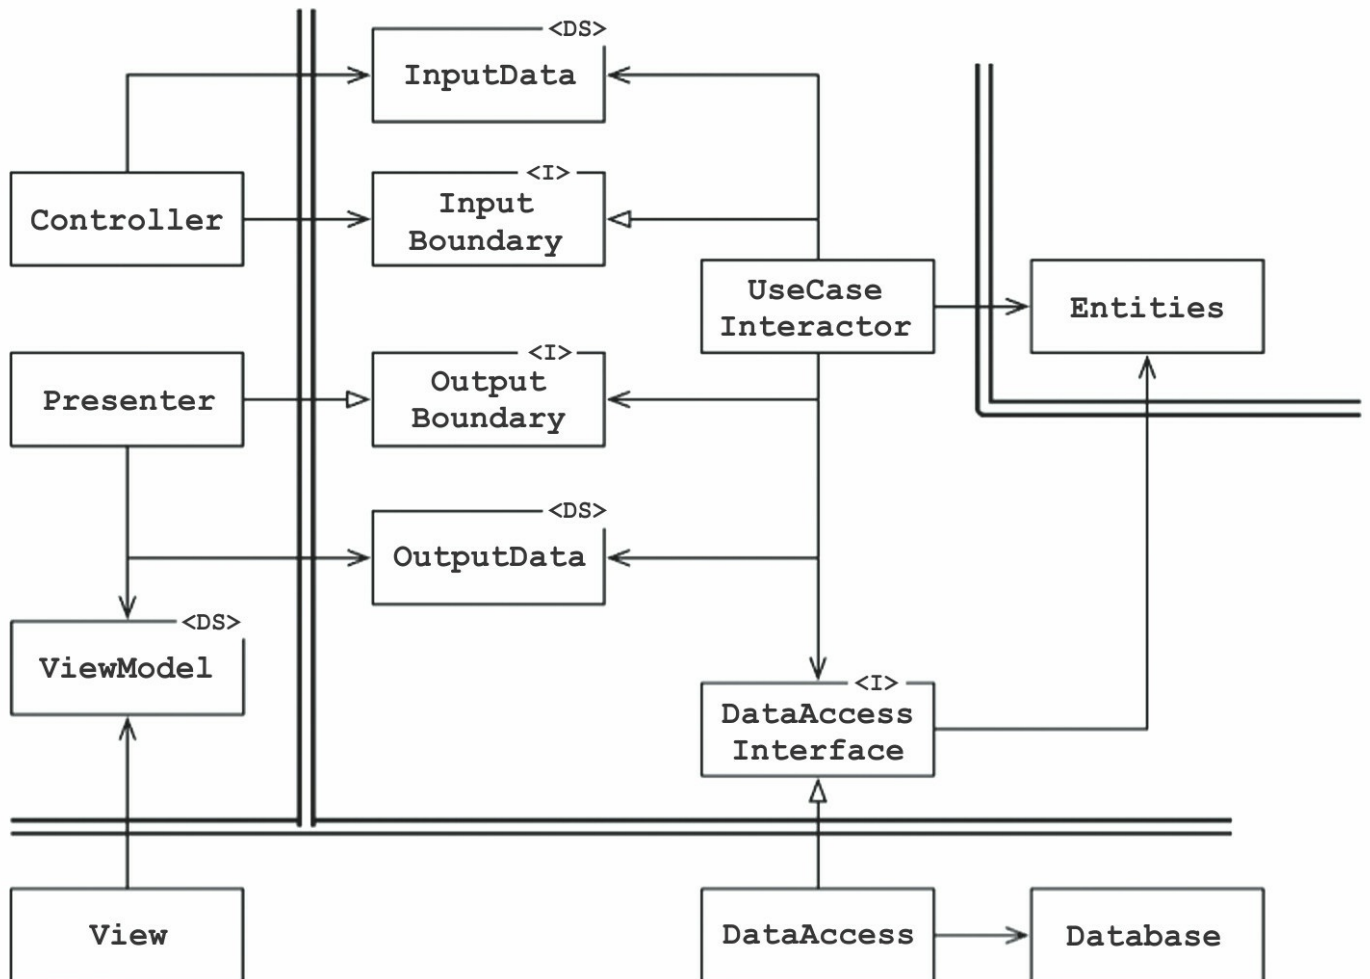 <DS>
InputData
<I>
Controller
Input
Boundary
UseCase
Interactor
Entities
<I>
Presenter
Output
Boundary
<DS>
OutputData
<DS>
ViewModel
<I>
DataAccess
Interface
View
DataAccess
Database